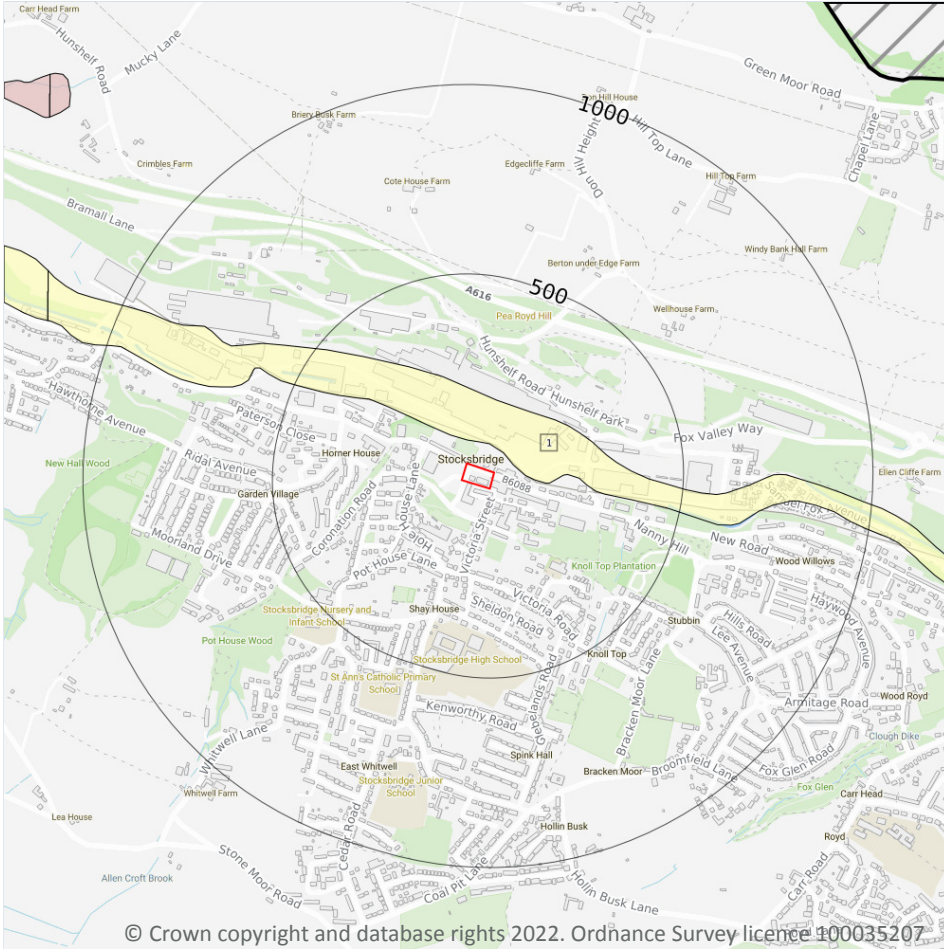 Carr Head Farm
Hunshelf Road
Mucky Lane
Green Moor Road
Don Hill House
1000
Hill Top Lane
Briery Busk Farm
Chapel Lane
Crimbles Farm
Edgecliffe Farm
Don Hill Height
Hill Top Farm
Cote House Farm
Bramall Lane
Windy Bank Hall Farm
Berton under Edge Farm
500
A616
Pea Royd Hill
Wellhouse Farm
Hunshelf Road
Hunshelf Park
Hawthorne Avenue
Paterson Close
Fox Valley Way
1
Horner House
Stocksbridge
New Hall Wood
Ridal Avenue
Hole House Lane
B6088
Ellen Cliffe Farm
Garden Village
Coronation Road
Samuel Fox Avenue
Victoria Street
Nanny Hill
New Road
Moorland Drive
Pot House Lane
Knoll Top Plantation
Wood Willows
Stocksbridge Nursery and
Infant School
Shay House
Sheldon Road
Victoria Road
Haywood Avenue
Stubbin
Hills Road
Lee Avenue
Pot House Wood
Stocksbridge High School
Knoll Top
St Ann's Catholic Primary
School
Bracken Moor Lane
Wood Royd
Armitage Road
Kenworthy Road
Glebelands Road
Clough Dike
Whitwell Lane
Spink Hall
Fox Glen Road
East Whitwell
Bracken Moor
Broomfield Lane
Stocksbridge Junior
School
Fox Glen
Whitwell Farm
Carr Head
Lea House
Cedar Road
Hollin Busk
Royd
Stone Moor Road
Allen Croft Brook
Coal Pit Lane
Hollin Busk Lane
Carr Road
© Crown copyright and database rights 2022. Ordnance Survey licence 100035207